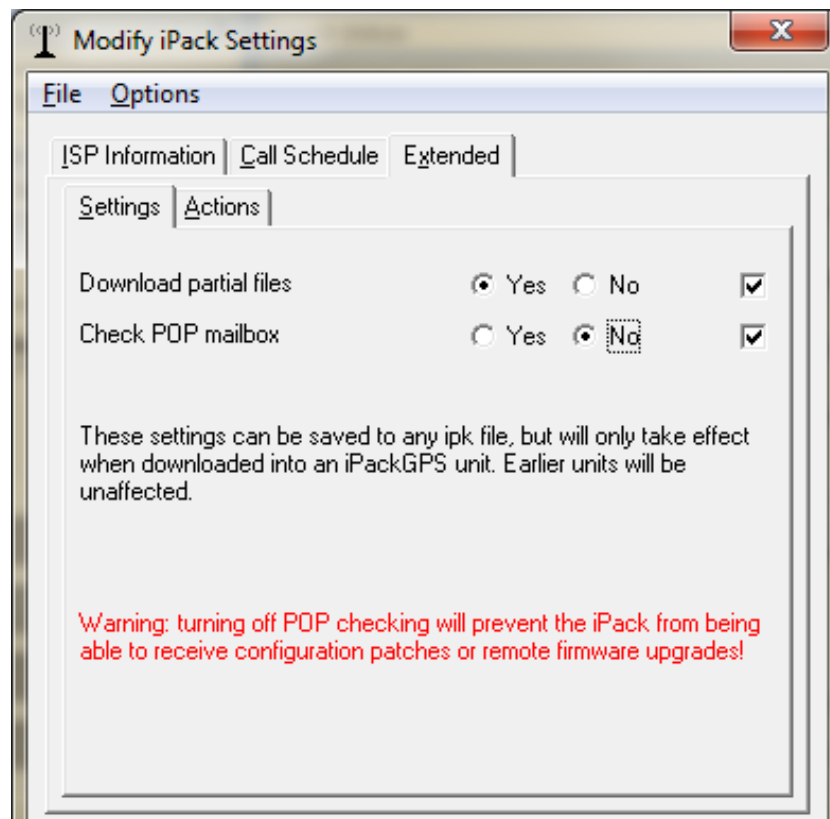 Modify iPack Settings
File Options
ISP Information Call Schedule Extended
Settings Actions
Download partial files Yes No
Check POP mailbox Yes No
These settings can be saved to any ipk file, but will only take effect
when downloaded into an iPackGPS unit. Earlier units will be
unaffected.
Warning: turning off POP checking will prevent the iPack from being
able to receive configuration patches or remote firmware upgrades!